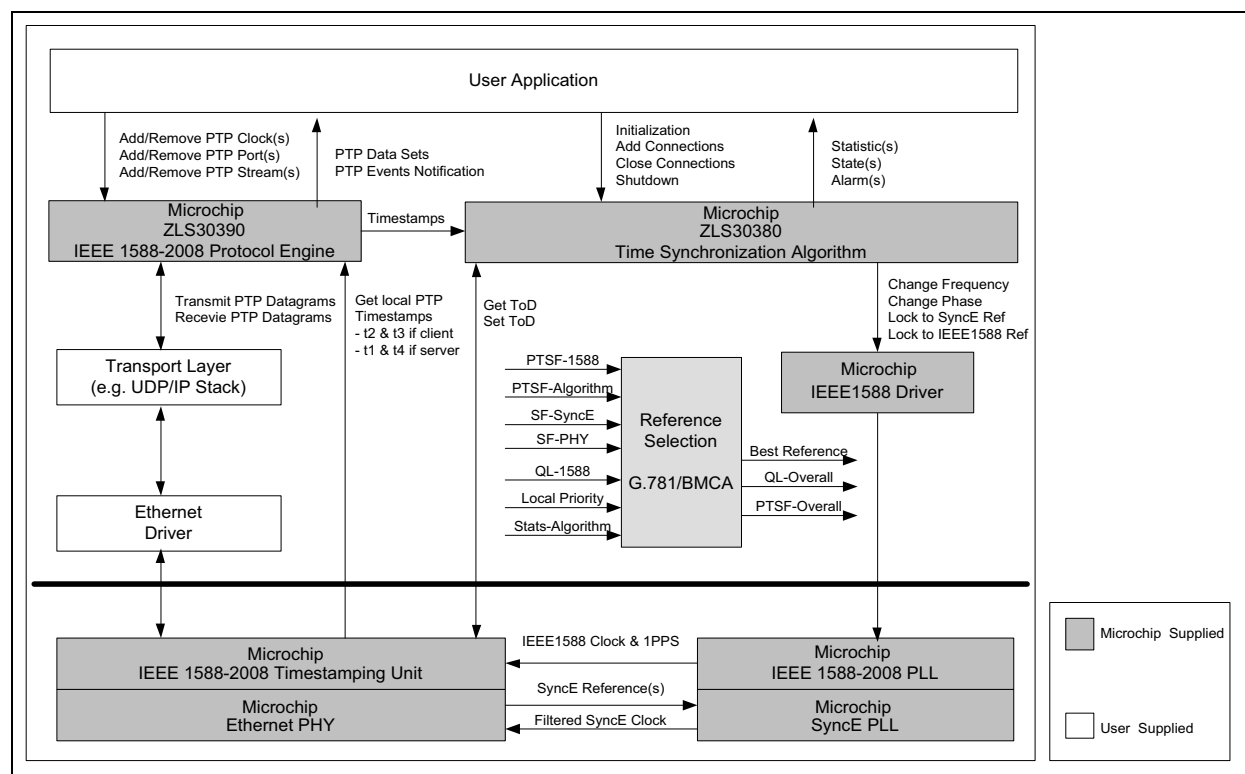 User Application
Add/Remove PTP Clock(s)
Add/Remove PTP Port(s)
Add/Remove PTP Stream(s)
PTP Data Sets
PTP Events Notification
Initialization
Add Connections
Close Connections
Shutdown
Statistic(s)
State(s)
Alarm(s)
Microchip
ZLS30390
IEEE 1588-2008 Protocol Engine
Timestamps
Microchip
ZLS30380
Time Synchronization Algorithm
Transmit PTP Datagrams
Recevie PTP Datagrams
Get local PTP
Timestamps
- t2 & t3 if client
- t1 & t4 if server
Get ToD
Set ToD
Change Frequency
Change Phase
Lock to SyncE Ref
Lock to IEEE1588 Ref
Transport Layer
(e.g. UDP/IP Stack)
Microchip
IEEE1588 Driver
PTSF-1588
PTSF-Algorithm
SF-SyncE
SF-PHY
QL-1588
Local Priority
Stats-Algorithm
Reference
Selection
G.781/BMCA
Best Reference
QL-Overall
PTSF-Overall
Ethernet
Driver
Microchip
IEEE 1588-2008 Timestamping Unit
Microchip
Ethernet PHY
IEEE1588 Clock & 1PPS
SyncE Reference(s)
Filtered SyncE Clock
Microchip
IEEE 1588-2008 PLL
Microchip
SyncE PLL
Microchip Supplied
User Supplied